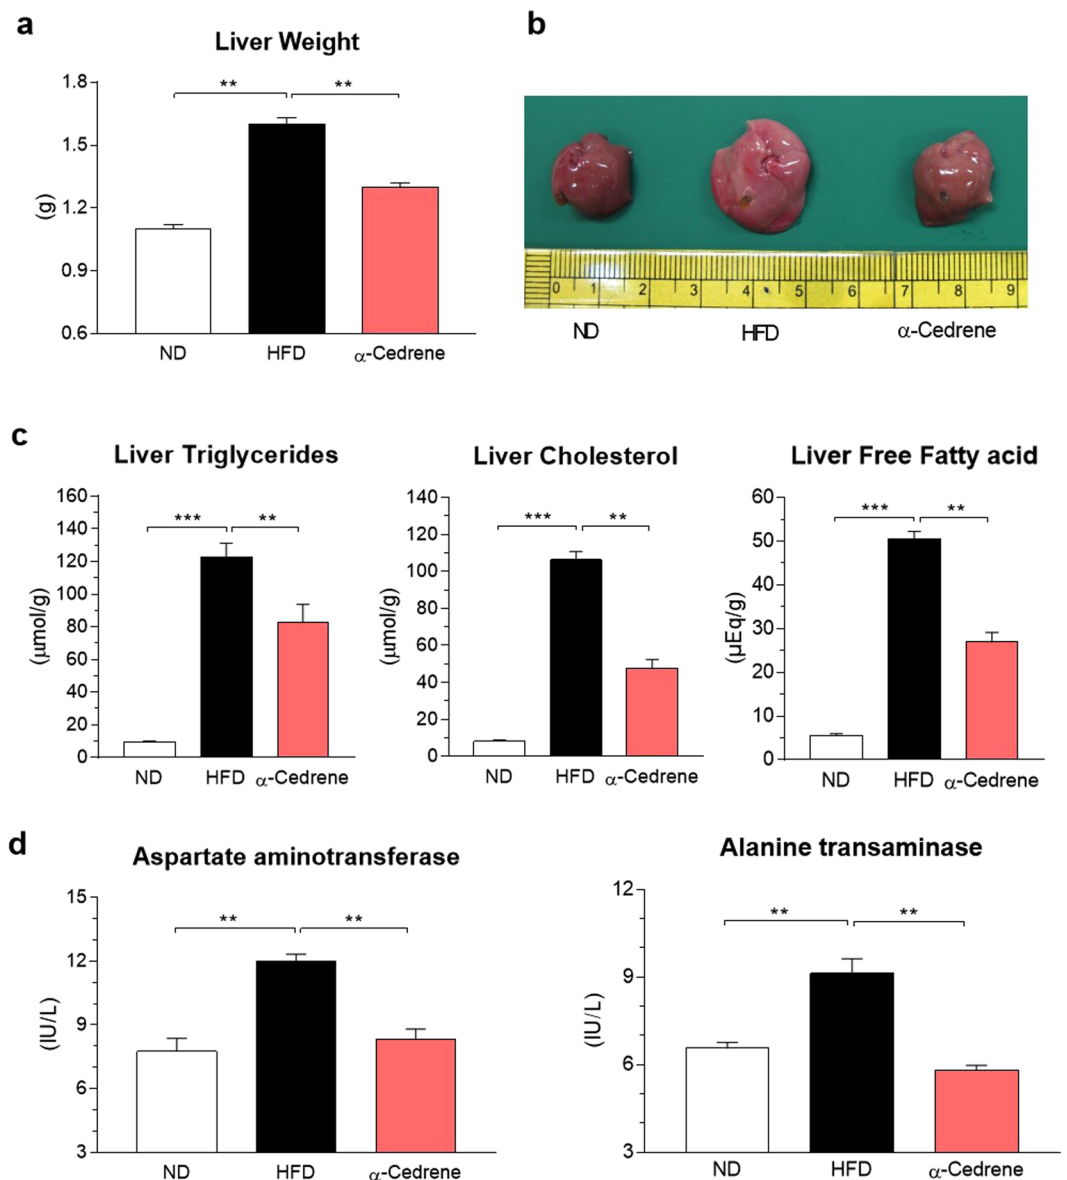 a
Liver Weight
** **
1.8
1.5
1.2
0.9
0.6
(g)
ND HFD α-Cedrene
b
0 1 2 3 4 5 6 7 8 9
ND HFD α-Cedrene
c
Liver Triglycerides
*** **
160
140
120
100
80
60
40
20
0
(μmol/g)
ND HFD α-Cedrene
Liver Cholesterol
*** **
140
120
100
80
60
40
20
0
(μmol/g)
ND HFD α-Cedrene
Liver Free Fatty acid
*** **
60
50
40
30
20
10
0
(μEq/g)
ND HFD α-Cedrene
d
Aspartate aminotransferase
** **
15
12
9
6
3
(IU/L)
ND HFD α-Cedrene
Alanine transaminase
** **
12
9
6
3
(IU/L)
ND HFD α-Cedrene